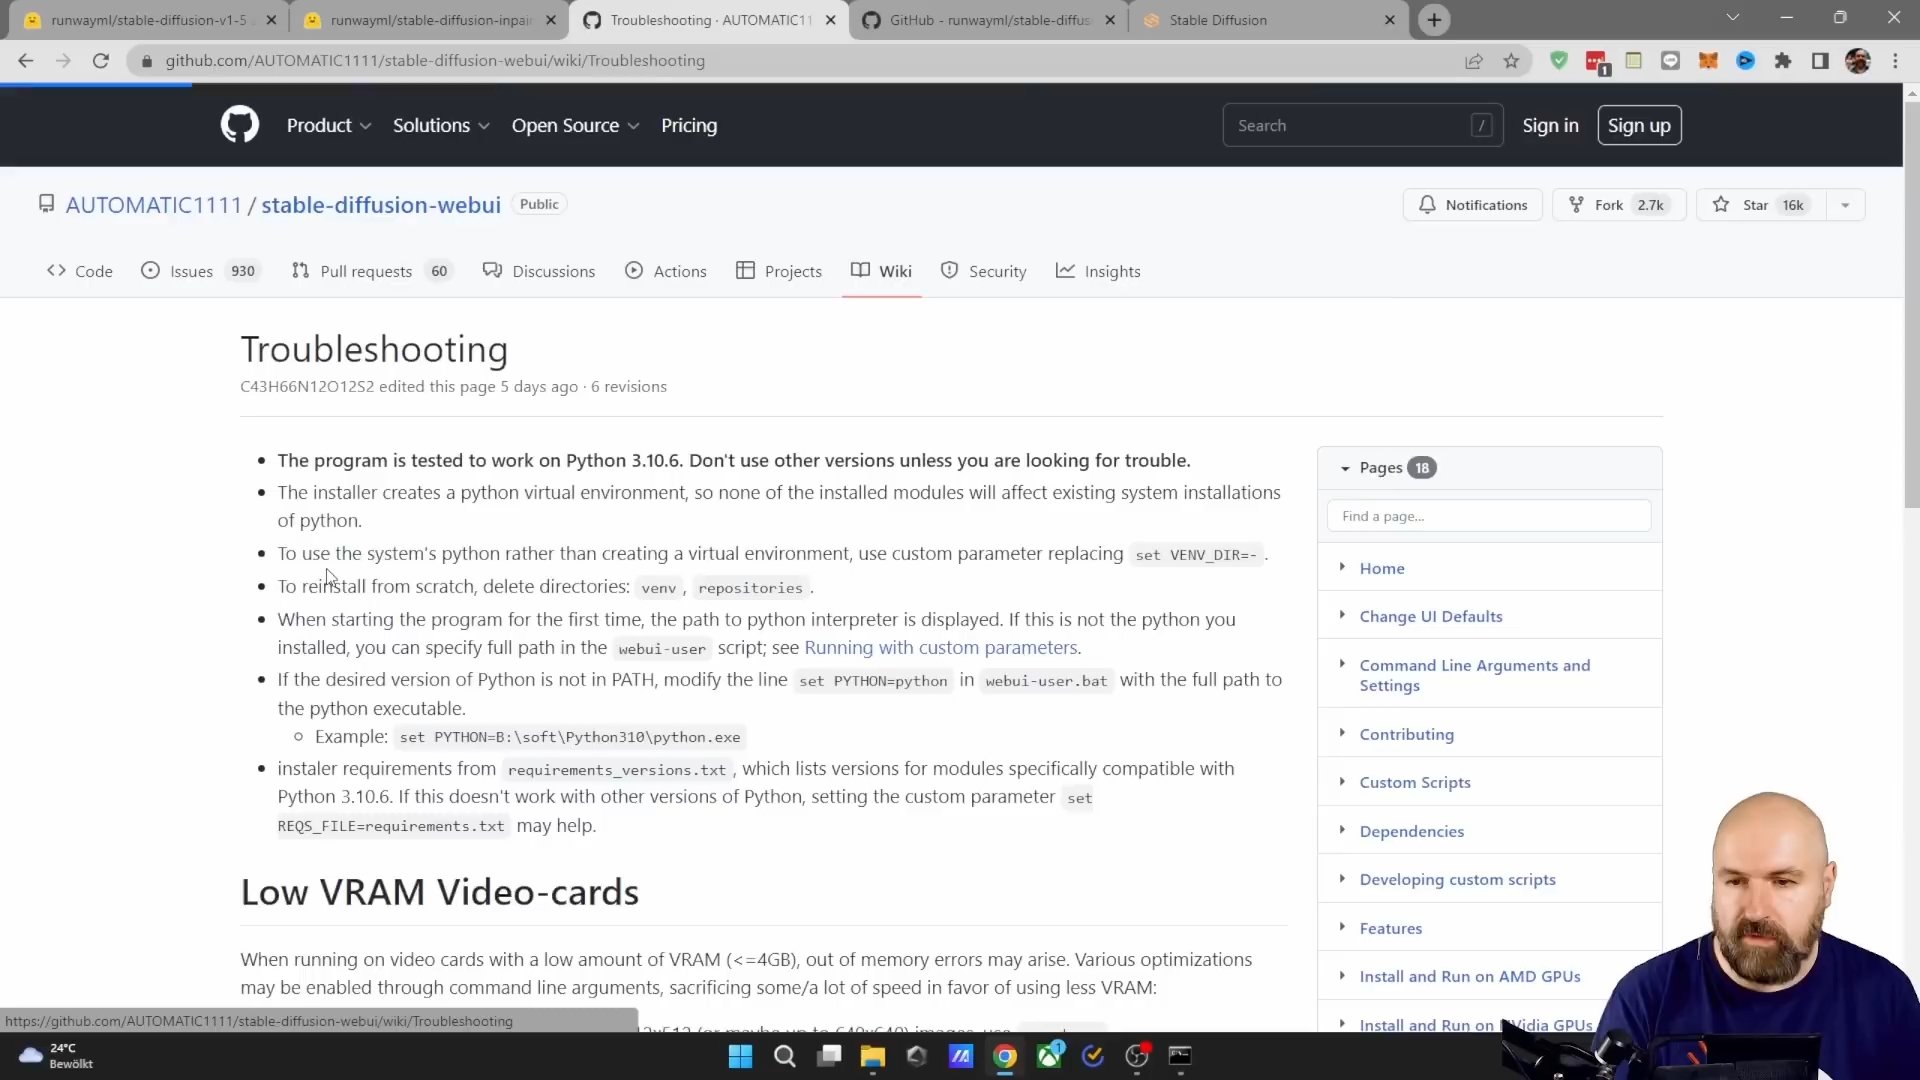 runwayml/stable-diffusion-v1-5
runwayml/stable-diffusion-inpai
Troubleshooting · AUTOMATIC11
GitHub - runwayml/stable-diffus
Stable Diffusion
github.com/AUTOMATIC1111/stable-diffusion-webui/wiki/Troubleshooting
1
Product
Solutions
Open Source
Pricing
Search
/
Sign in
Sign up
AUTOMATIC1111 / stable-diffusion-webui
Public
Notifications
Fork 2.7k
Star 16k
Code
Issues 930
Pull requests 60
Discussions
Actions
Projects
Wiki
Security
Insights
Troubleshooting
C43H66N12O12S2 edited this page 5 days ago · 6 revisions
The program is tested to work on Python 3.10.6. Don't use other versions unless you are looking for trouble.
The installer creates a python virtual environment, so none of the installed modules will affect existing system installations
of python.
To use the system's python rather than creating a virtual environment, use custom parameter replacing set VENV_DIR=- .
To reinstall from scratch, delete directories: venv , repositories .
When starting the program for the first time, the path to python interpreter is displayed. If this is not the python you
installed, you can specify full path in the webui-user script; see Running with custom parameters.
If the desired version of Python is not in PATH, modify the line set PYTHON=python in webui-user.bat with the full path to
the python executable.
Example: set PYTHON=B:\soft\Python310\python.exe
instaler requirements from requirements_versions.txt , which lists versions for modules specifically compatible with
Python 3.10.6. If this doesn't work with other versions of Python, setting the custom parameter set
REQS_FILE=requirements.txt may help.
Low VRAM Video-cards
When running on video cards with a low amount of VRAM (<=4GB), out of memory errors may arise. Various optimizations
may be enabled through command line arguments, sacrificing some/a lot of speed in favor of using less VRAM:
Pages 18
Find a page...
Home
Change UI Defaults
Command Line Arguments and
Settings
Contributing
Custom Scripts
Dependencies
Developing custom scripts
Features
Install and Run on AMD GPUs
Install and Run on NVidia GPUs
https://github.com/AUTOMATIC1111/stable-diffusion-webui/wiki/Troubleshooting
24°C
Bewölkt
1